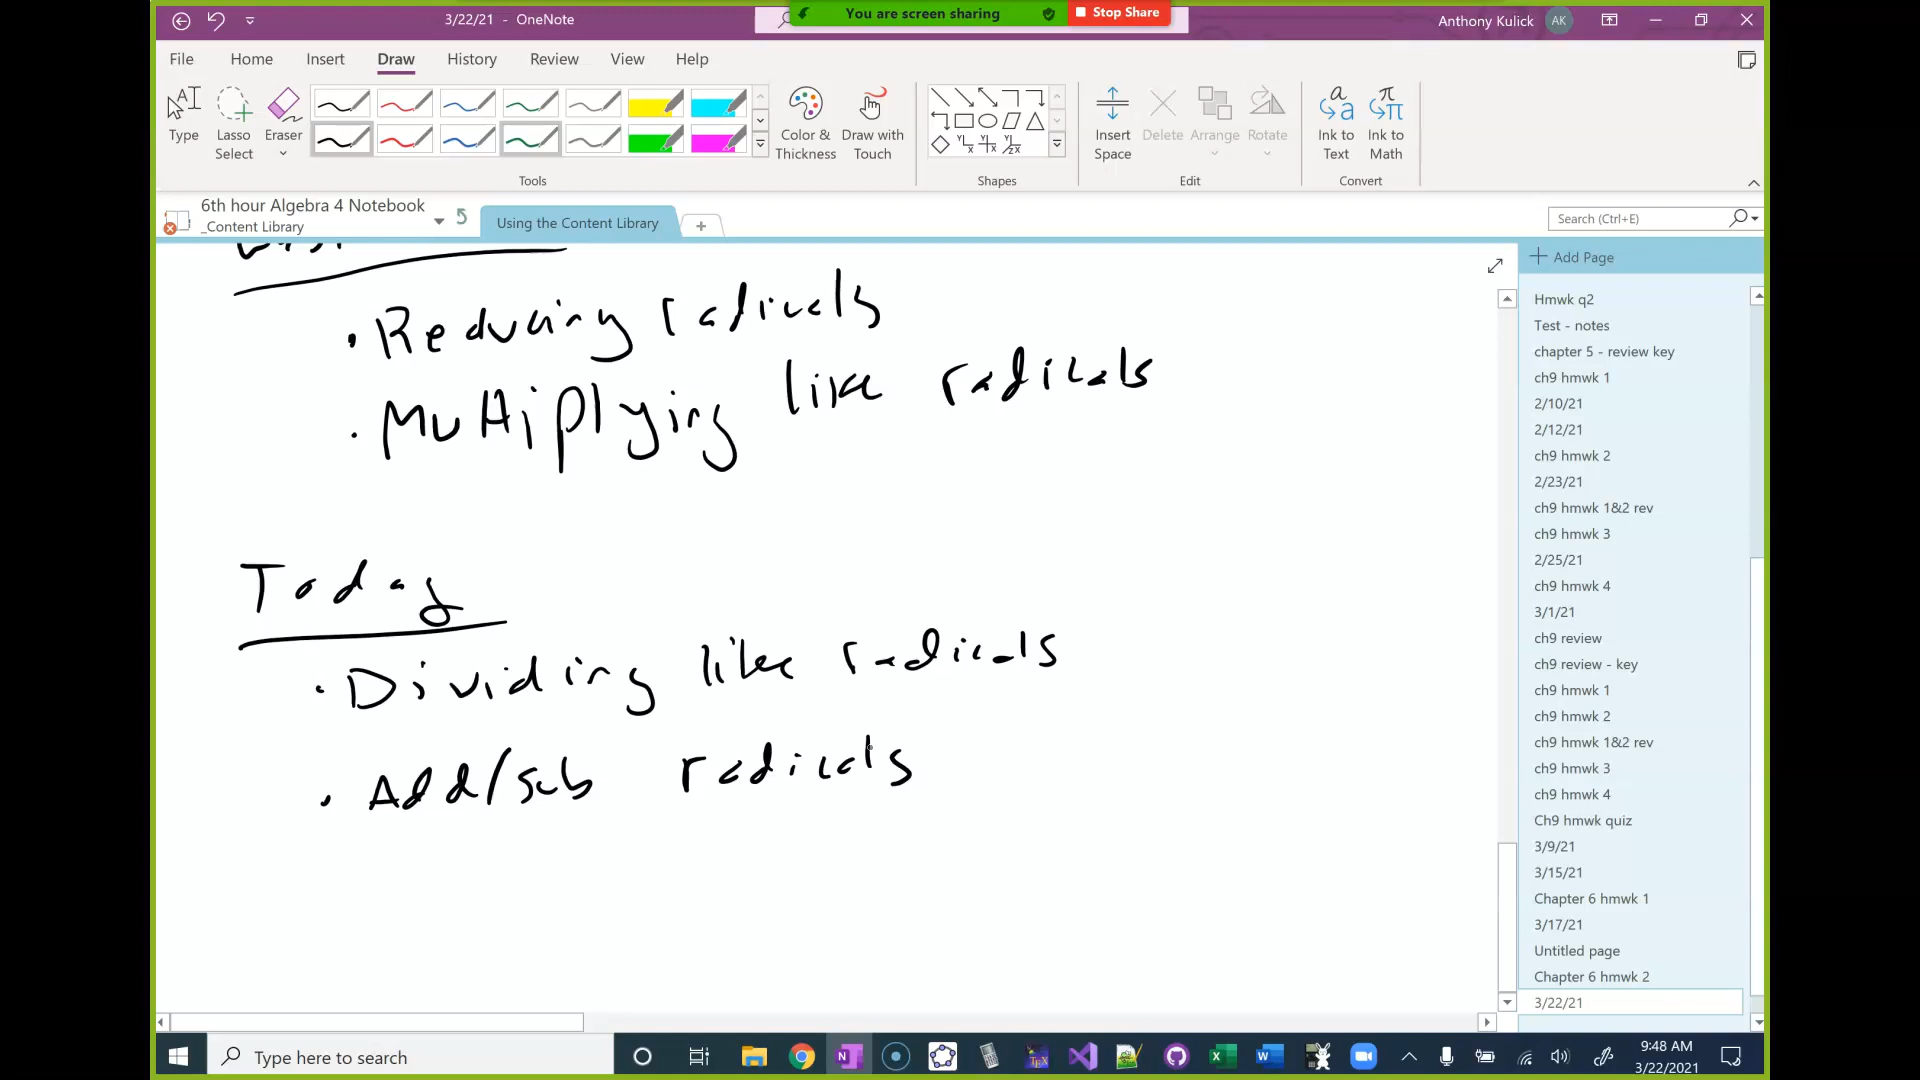 3/22/21 - OneNote
You are screen sharing
Stop Share
Anthony Kulick
AK
File
Home
Insert
Draw
History
Review
View
Help
Type
Lasso Select
Eraser
Color & Thickness
Draw with Touch
Insert Space
Delete
Arrange
Rotate
Ink to Text
Ink to Math
Tools
Shapes
Edit
Convert
6th hour Algebra 4 Notebook
_Content Library
Using the Content Library
Search (Ctrl+E)
Add Page
· Reducing radicals
· Multiplying like radicals
Today
· Dividing like radicals
· Add/sub radicals
Hmwk q2
Test - notes
chapter 5 - review key
ch9 hmwk 1
2/10/21
2/12/21
ch9 hmwk 2
2/23/21
ch9 hmwk 1&2 rev
ch9 hmwk 3
2/25/21
ch9 hmwk 4
3/1/21
ch9 review
ch9 review - key
ch9 hmwk 1
ch9 hmwk 2
ch9 hmwk 1&2 rev
ch9 hmwk 3
ch9 hmwk 4
Ch9 hmwk quiz
3/9/21
3/15/21
Chapter 6 hmwk 1
3/17/21
Untitled page
Chapter 6 hmwk 2
3/22/21
Type here to search
9:48 AM
3/22/2021